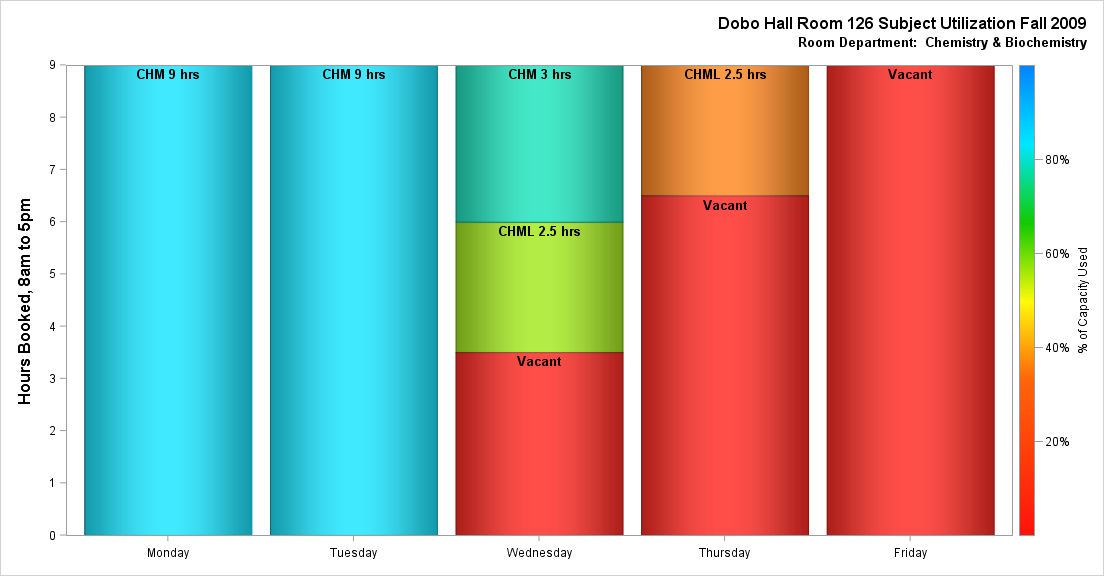 Dobo Hall Room 126 Subject Utilization Fall 2009
Room Department:  Chemistry & Biochemistry
Hours Booked, 8am to 5pm
9
8
7
6
5
4
3
2
1
0
CHM 9 hrs
CHM 9 hrs
CHM 3 hrs
CHML 2.5 hrs
Vacant
CHML 2.5 hrs
Vacant
Vacant
Monday
Tuesday
Wednesday
Thursday
Friday
80%
60%
40%
20%
% of Capacity Used